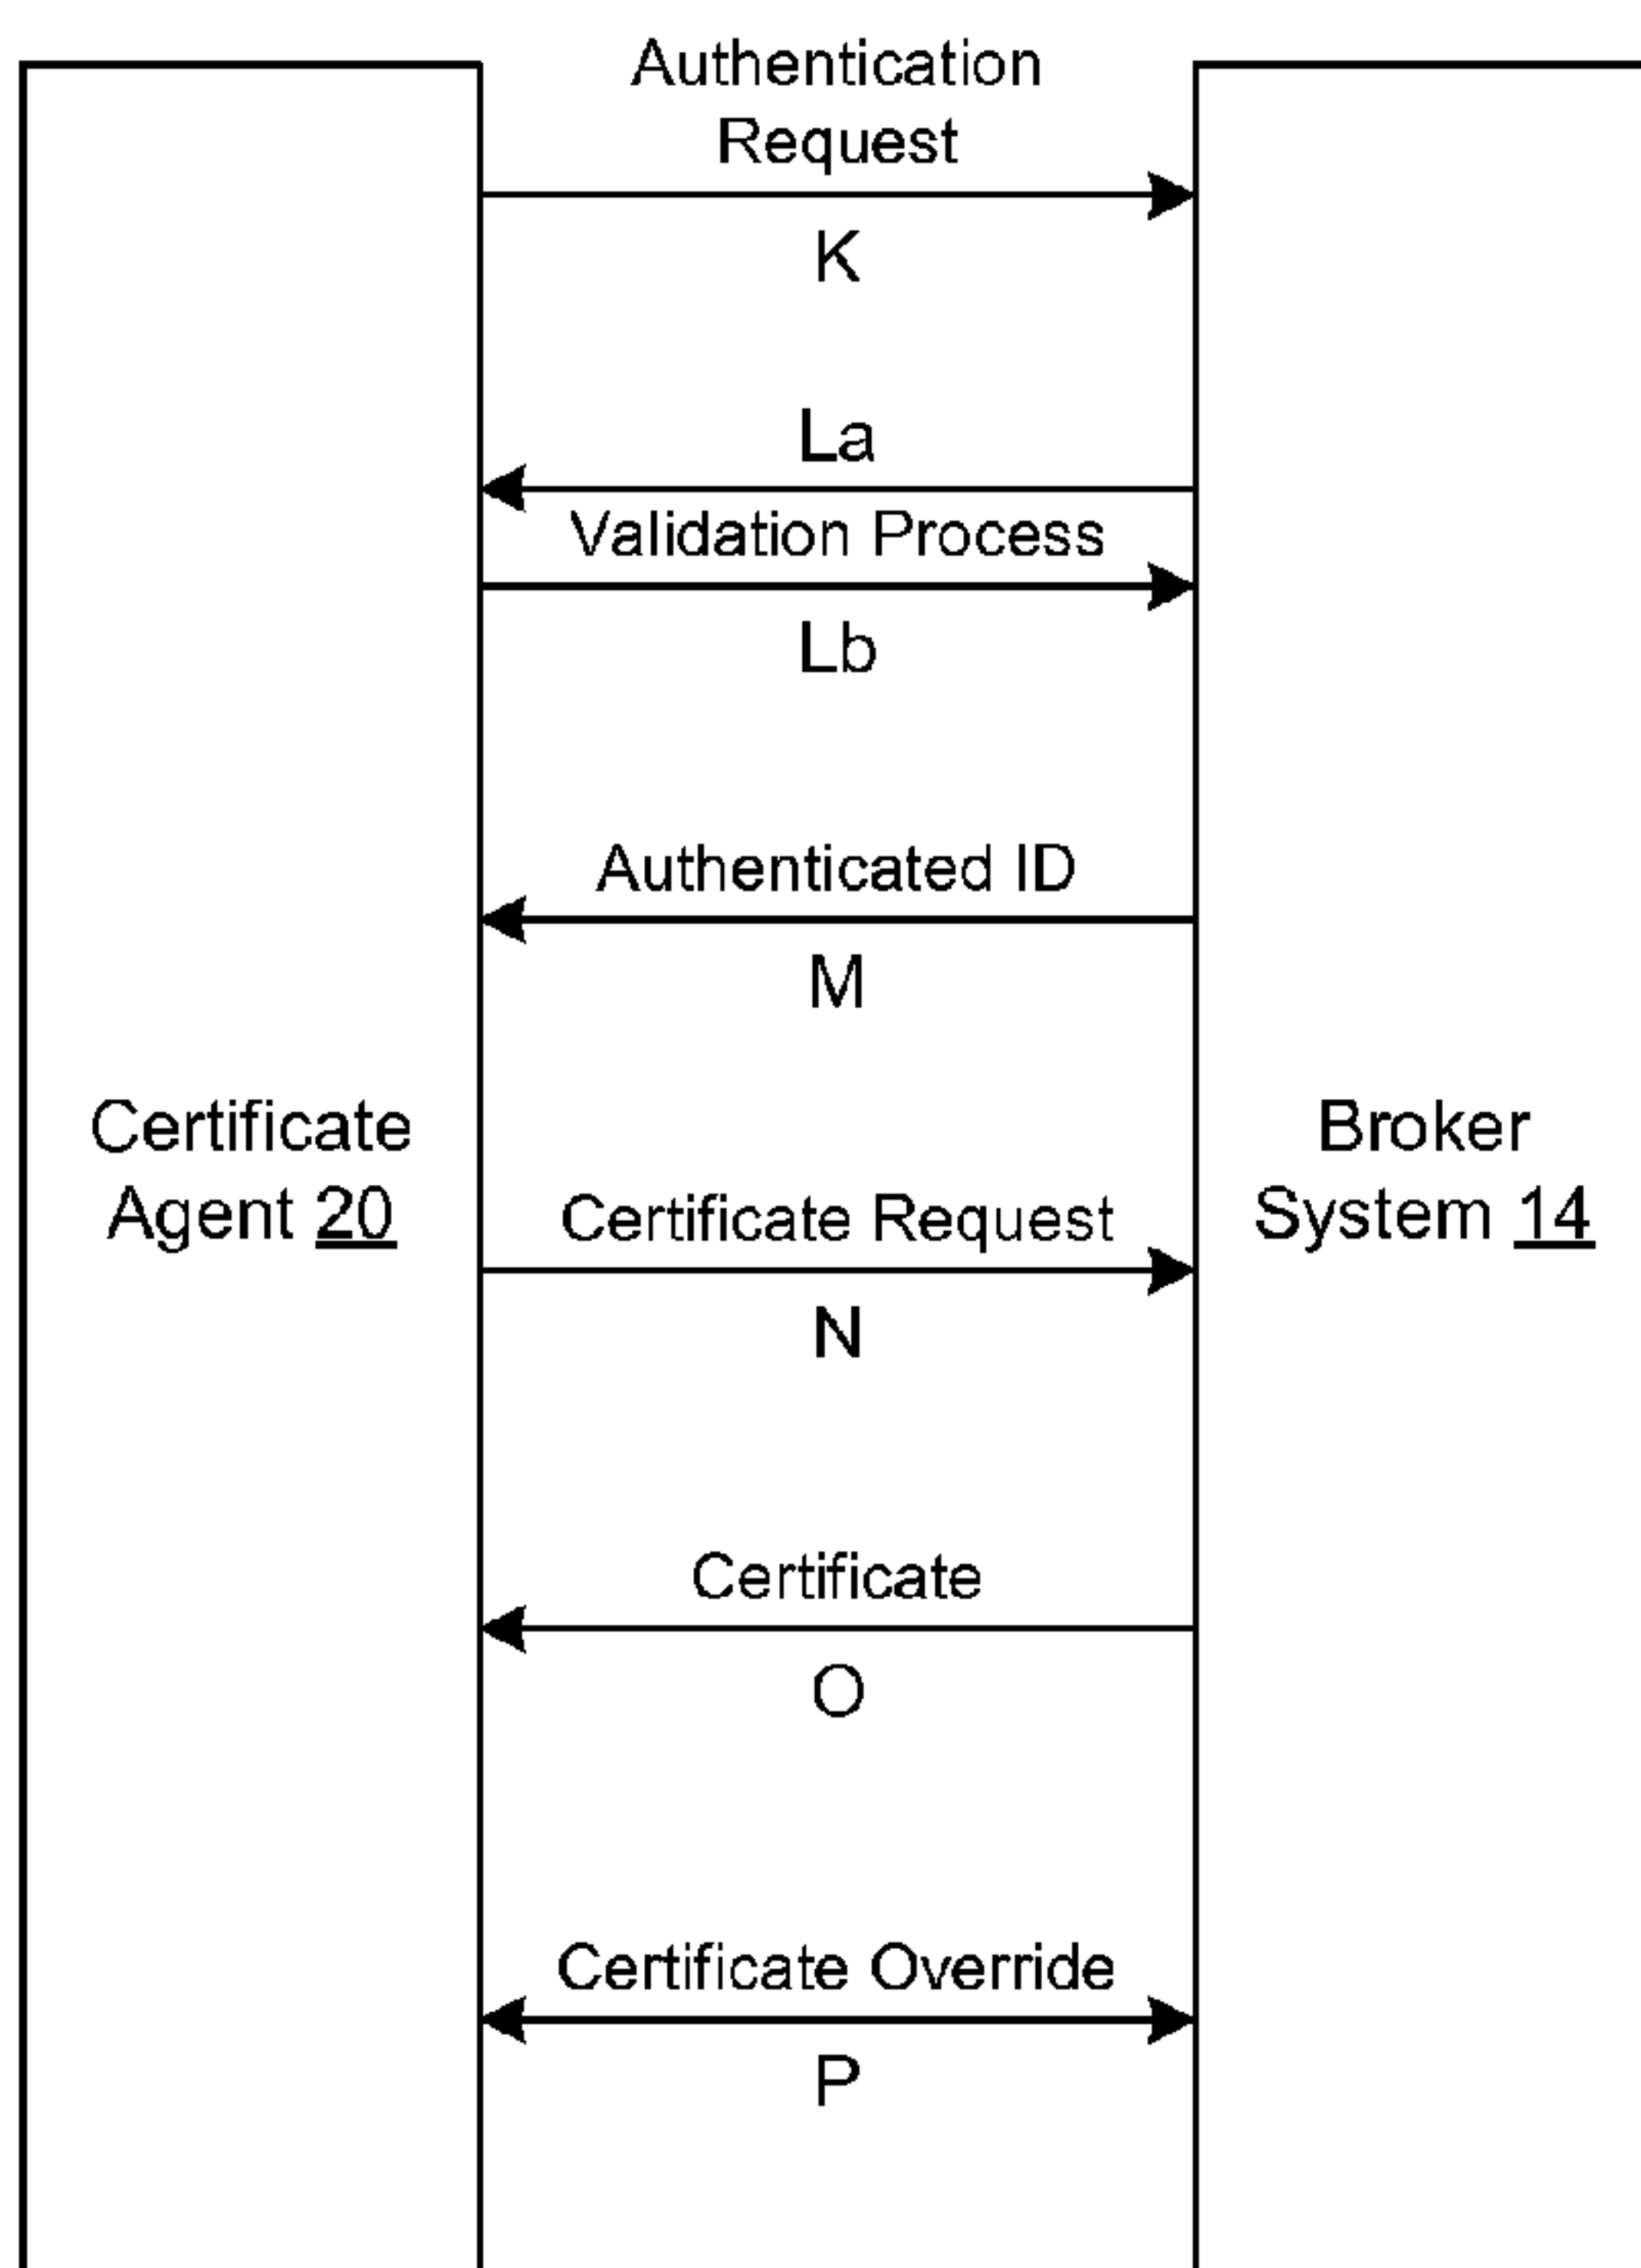 Authentication
Request
K
La
Validation Process
Lb
Authenticated ID
M
Certificate
Agent 20
Broker
System 14
Certificate Request
N
Certificate
O
Certificate Override
P